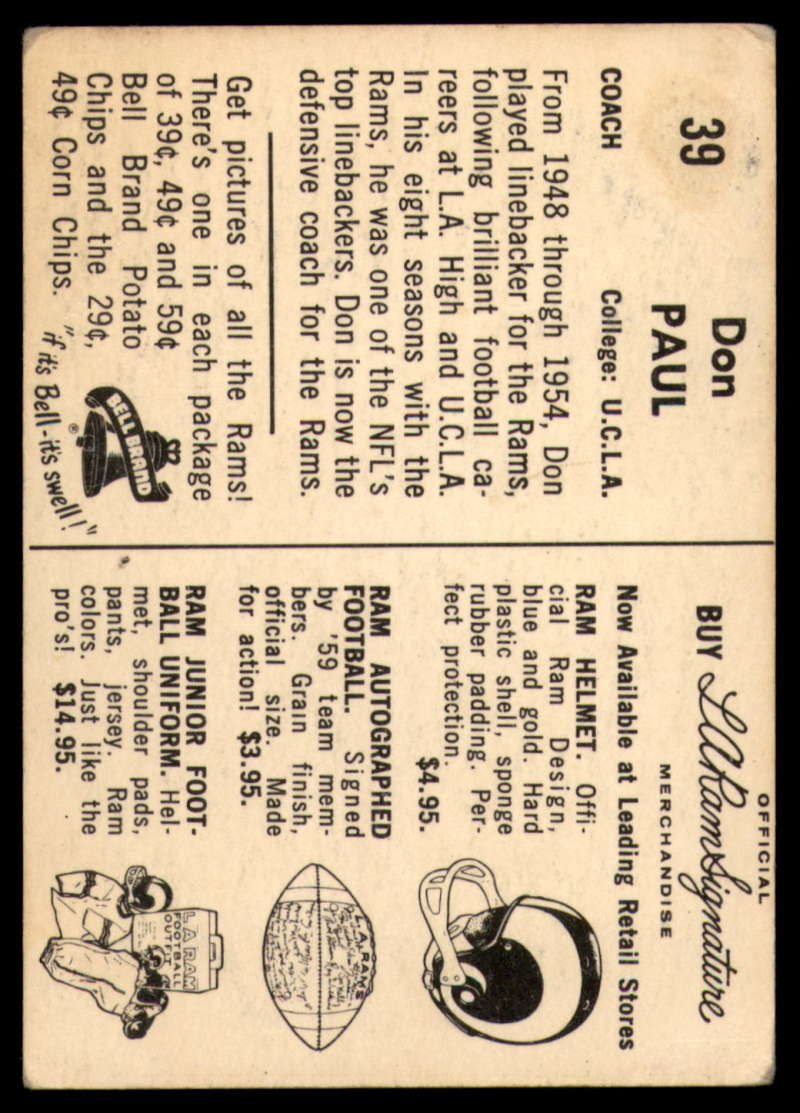 39
Don
PAUL
COACH College: U.C.L.A.
From 1948 through 1954, Don
played linebacker for the Rams,
following brilliant football ca-
reers at L.A. High and U.C.L.A.
In his eight seasons with the
Rams, he was one of the NFL's
top linebackers. Don is now the
defensive coach for the Rams.
Get pictures of all the Rams!
There's one in each package
of 39¢, 49¢ and 59¢
Bell Brand Potato
Chips and the 29¢,
49¢ Corn Chips.
BELL BRAND
®
"if it's Bell-it's swell!"
OFFICIAL
BUY L A Ram Signature
MERCHANDISE
Now Available at Leading Retail Stores
RAM HELMET. Offi-
cial Ram Design,
blue and gold. Hard
plastic shell, sponge
rubber padding. Per-
fect protection.
$4.95.
RAM AUTOGRAPHED
FOOTBALL. Signed
by '59 team mem-
bers. Grain finish,
official size. Made
for action! $3.95.
L.A. RAMS
RAM JUNIOR FOOT-
BALL UNIFORM. Hel-
met, shoulder pads,
pants, jersey. Ram
colors. Just like the
pro's! $14.95.
L.A. RAM
FOOTBALL
OUTFIT